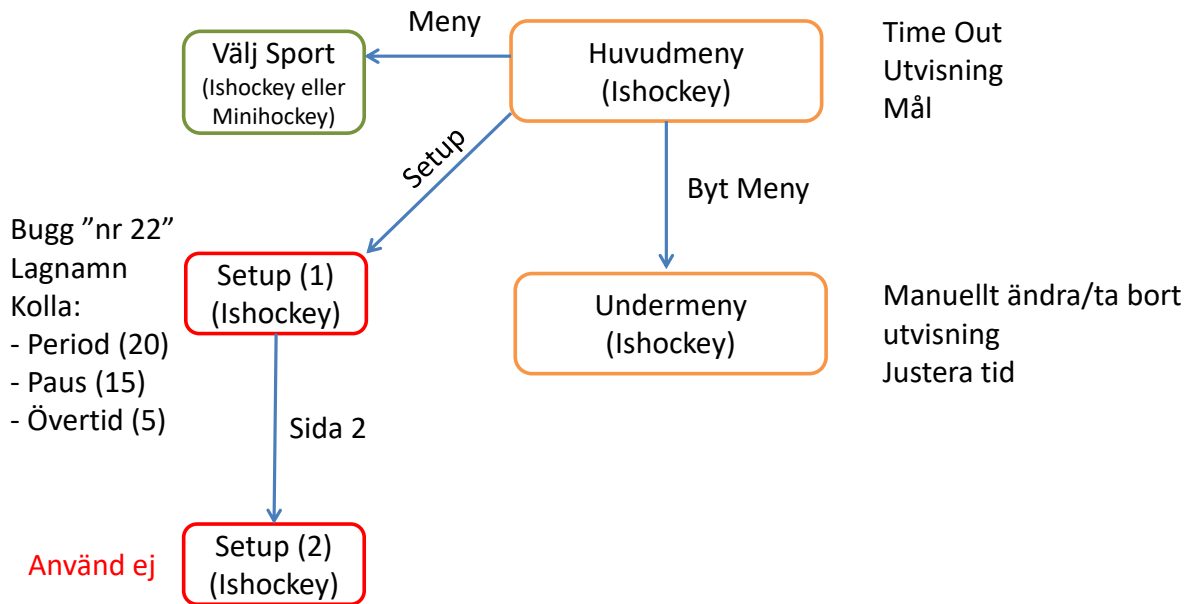 Meny
Välj Sport
(Ishockey eller
Minihockey)
Huvudmeny
(Ishockey)
Time Out
Utvisning
Mål
Setup
Byt Meny
Bugg ”nr 22”
Lagnamn
Kolla:
- Period (20)
- Paus (15)
- Övertid (5)
Setup (1)
(Ishockey)
Undermeny
(Ishockey)
Manuellt ändra/ta bort
utvisning
Justera tid
Sida 2
Använd ej
Setup (2)
(Ishockey)